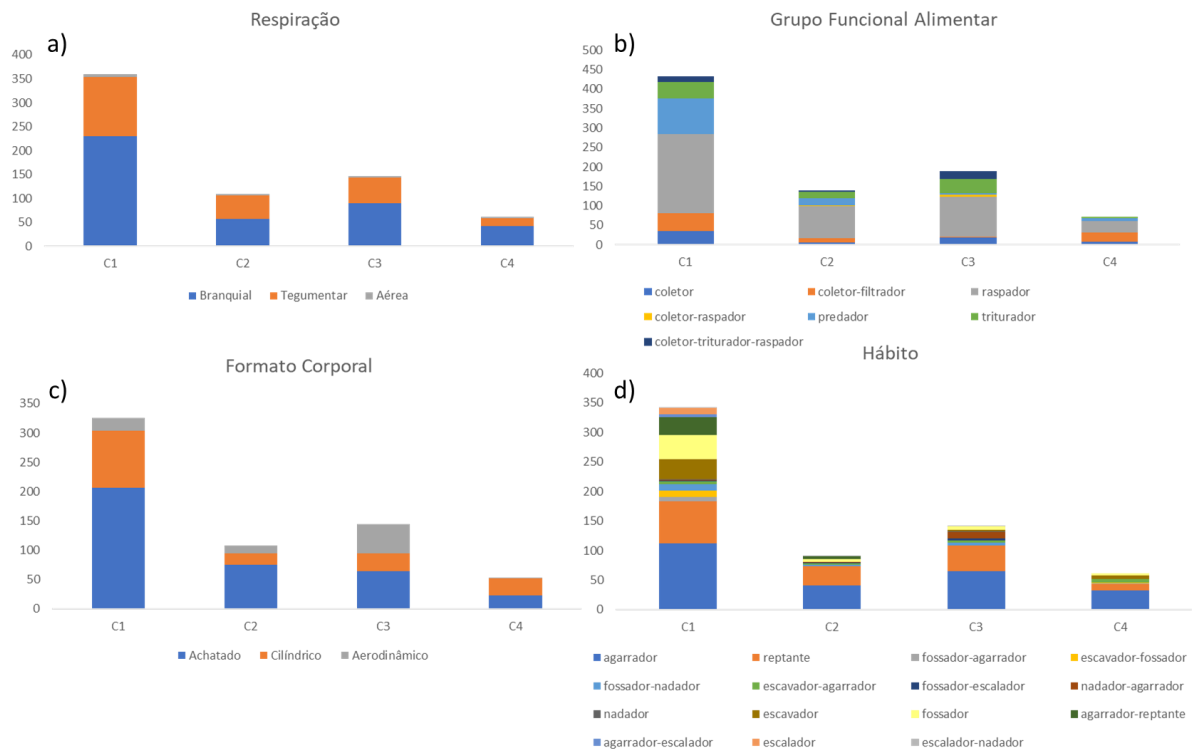 Respiração
a)
400
350
300
250
200
150
100
50
0
C1 C2 C3 C4
Branquial Tegumentar Aérea
Grupo Funcional Alimentar
b)
500
450
400
350
300
250
200
150
100
50
0
C1 C2 C3 C4
coletor coletor-filtrador raspador
coletor-raspador predador triturador
coletor-triturador-raspador
Formato Corporal
c)
350
300
250
200
150
100
50
0
C1 C2 C3 C4
Achatado Cilíndrico Aerodinâmico
Hábito
d)
400
350
300
250
200
150
100
50
0
C1 C2 C3 C4
agarrador reptante fossador-agarrador escavador-fossador
fossador-nadador escavador-agarrador fossador-escalador nadador-agarrador
nadador escavador fossador agarrador-reptante
agarrador-escalador escalador escalador-nadador